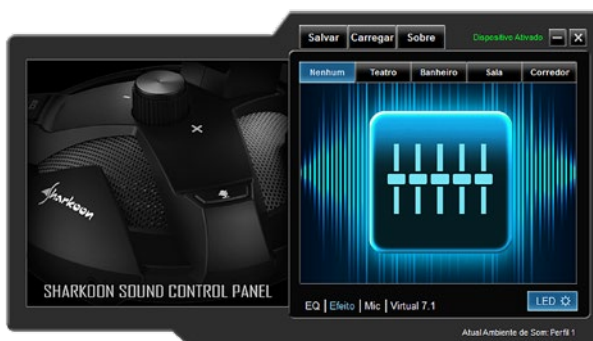 Salvar Carregar Sobre Dispositivo Ativado
Nenhum Teatro Banheiro Sala Corredor
Sharkoon
SHARKOON SOUND CONTROL PANEL
EQ | Efeito | Mic | Virtual 7.1
LED
Atual Ambiente de Som: Perfil 1